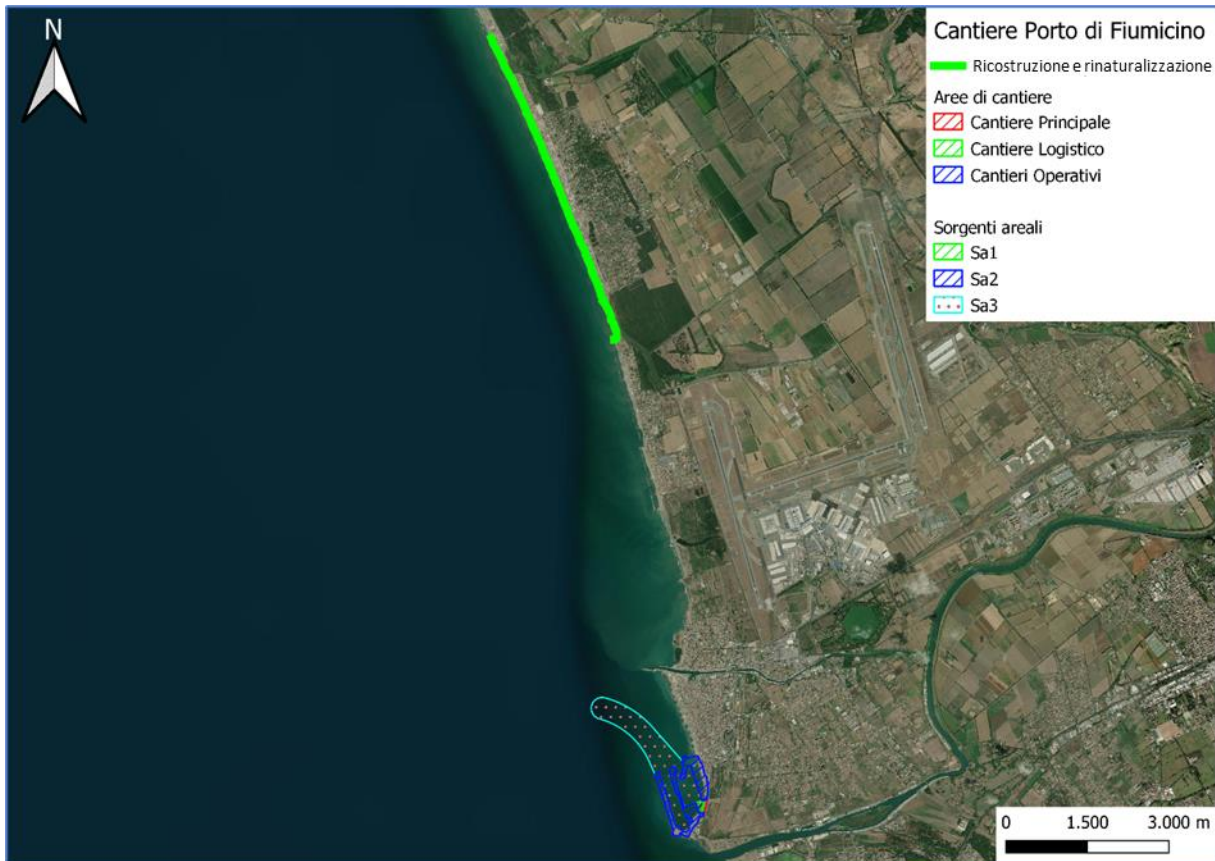 N
Cantiere Porto di Fiumicino
Ricostruzione e rinaturalizzazione
Aree di cantiere
Cantiere Principale
Cantiere Logistico
Cantieri Operativi
Sorgenti areali
Sa1
Sa2
Sa3
0 1.500 3.000 m